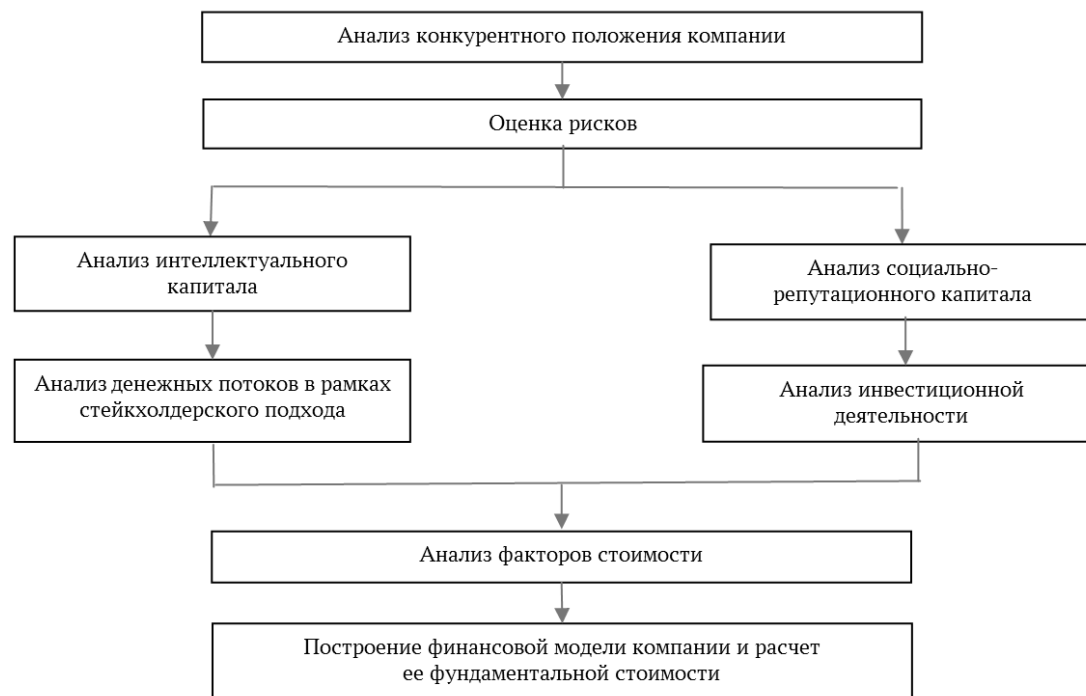 Анализ конкурентного положения компании
Оценка рисков
Анализ интеллектуального
капитала
Анализ социально-
репутационного капитала
Анализ денежных потоков в рамках
стейкхолдерского подхода
Анализ инвестиционной
деятельности
Анализ факторов стоимости
Построение финансовой модели компании и расчет
ее фундаментальной стоимости